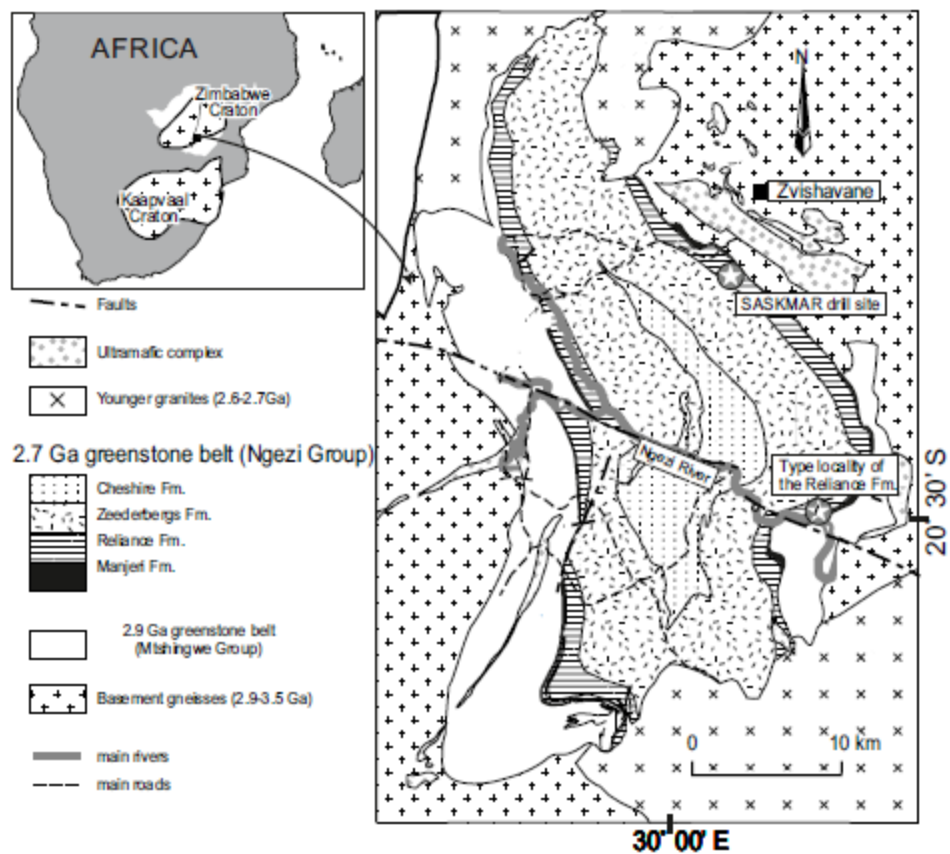 AFRICA
Zimbabwe
Craton
Kaapvaal
Craton
Faults
Ultramafic complex
Younger granites (2.6-2.7Ga)
2.7 Ga greenstone belt (Ngezi Group)
Cheshire Fm.
Zeederbergs Fm.
Reliance Fm.
Manjeri Fm.
2.9 Ga greenstone belt
(Mtshingwe Group)
Basement gneisses (2.9-3.5 Ga)
main rivers
main roads
N
Zvishavane
SASKMAR drill site
Ngezi River
Type locality of
the Reliance Fm.
20° 30' S
0 10 km
30° 00' E